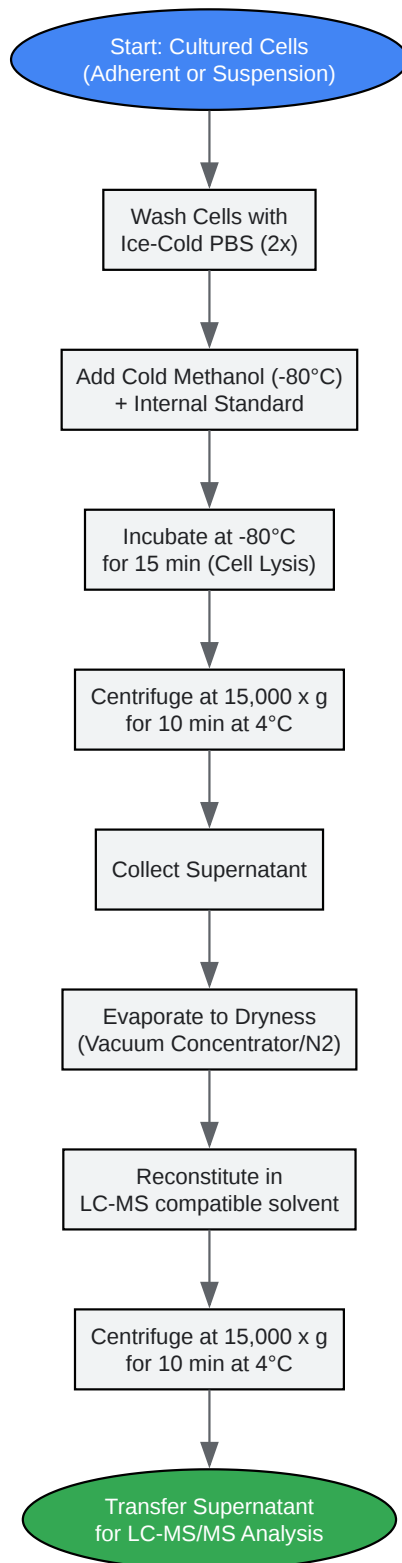 Start: Cultured Cells
(Adherent or Suspension)
Wash Cells with
Ice-Cold PBS (2x)
Add Cold Methanol (-80°C)
+ Internal Standard
Incubate at -80°C
for 15 min (Cell Lysis)
Centrifuge at 15,000 x g
for 10 min at 4°C
Collect Supernatant
Evaporate to Dryness
(Vacuum Concentrator/N2)
Reconstitute in
LC-MS compatible solvent
Centrifuge at 15,000 x g
for 10 min at 4°C
Transfer Supernatant
for LC-MS/MS Analysis